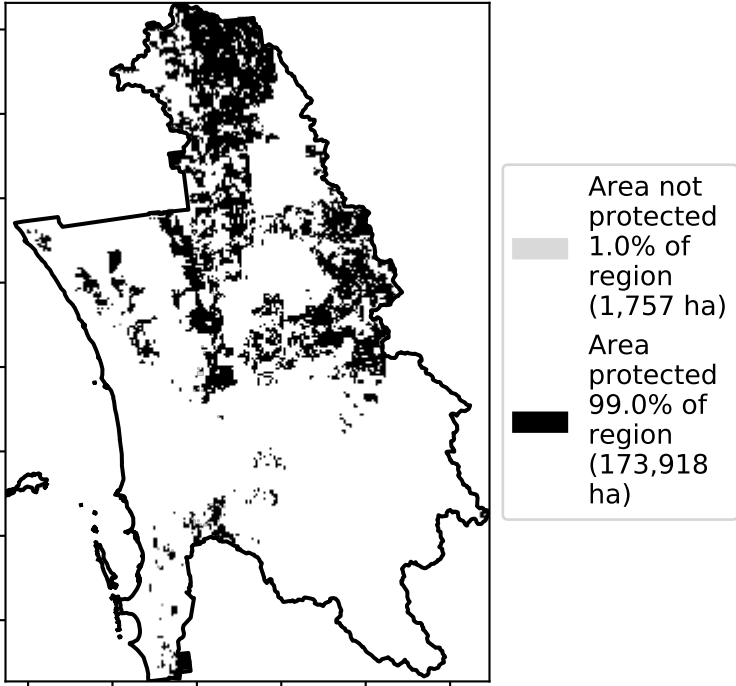 Area not
protected
1.0% of
region
(1,757 ha)
Area
protected
99.0% of
region
(173,918
ha)